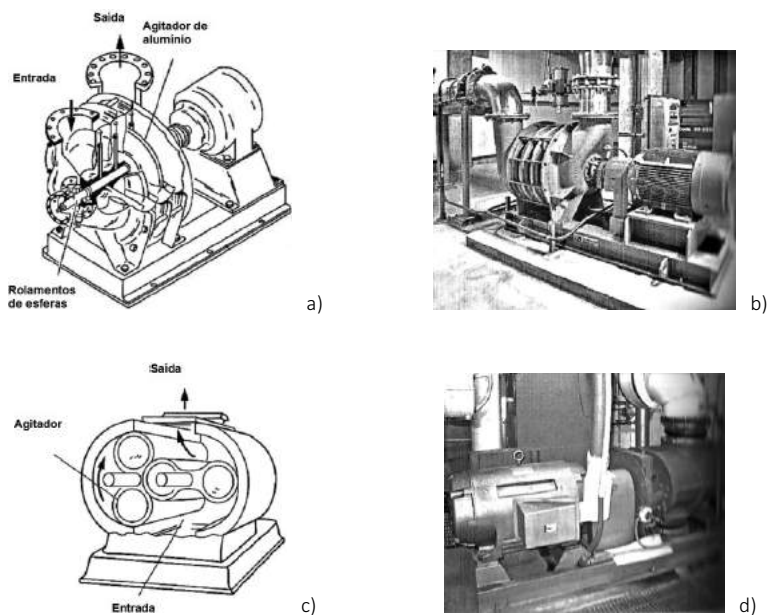 Saída
Agitador de
alumínio
Entrada
Rolamentos
de esferas
a)
b)
Saída
Agitador
Entrada
c)
d)